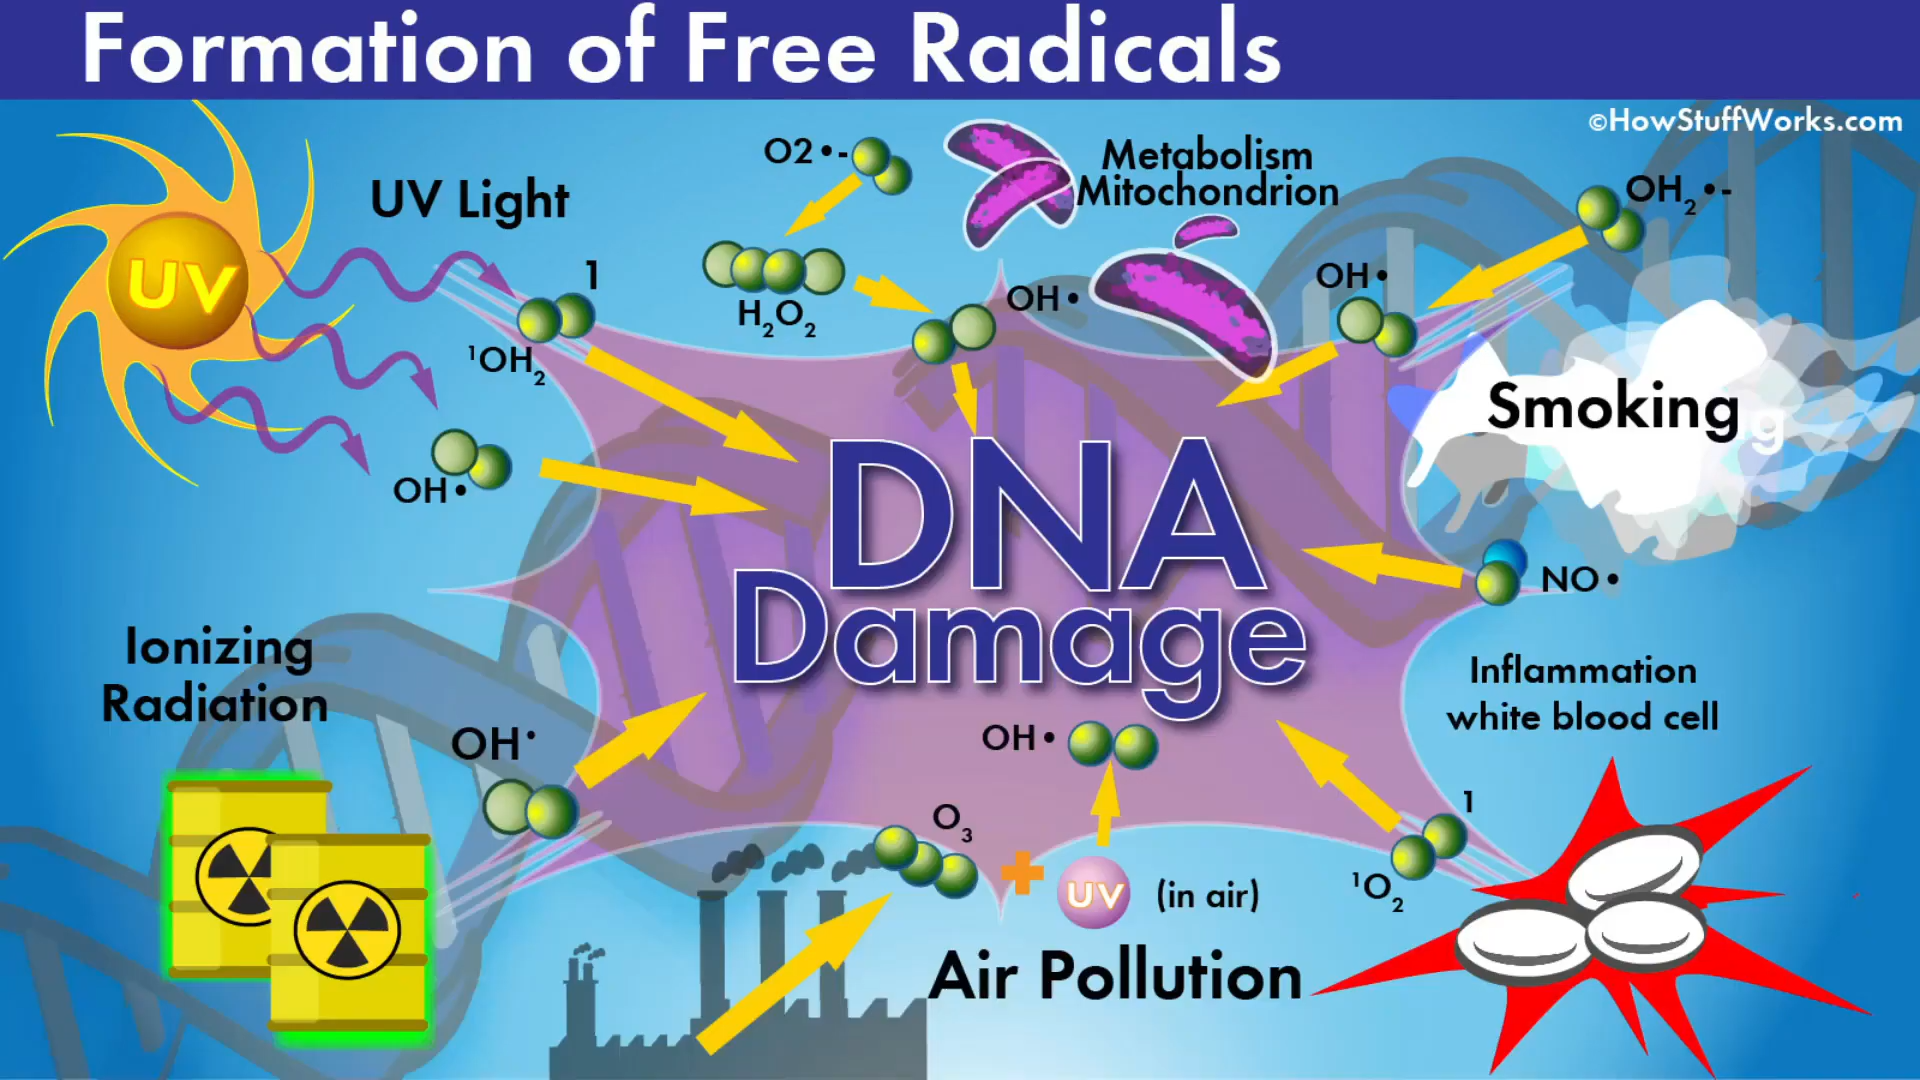 Formation of Free Radicals
©HowStuffWorks.com
O2•-
Metabolism
Mitochondrion
OH₂•-
UV Light
UV
1
¹OH₂
H₂O₂
OH•
OH•
Smoking
g
OH•
DNA
Damage
NO•
Ionizing
Radiation
Inflammation
white blood cell
OH•
OH•
O₃
1
¹O₂
UV
(in air)
Air Pollution